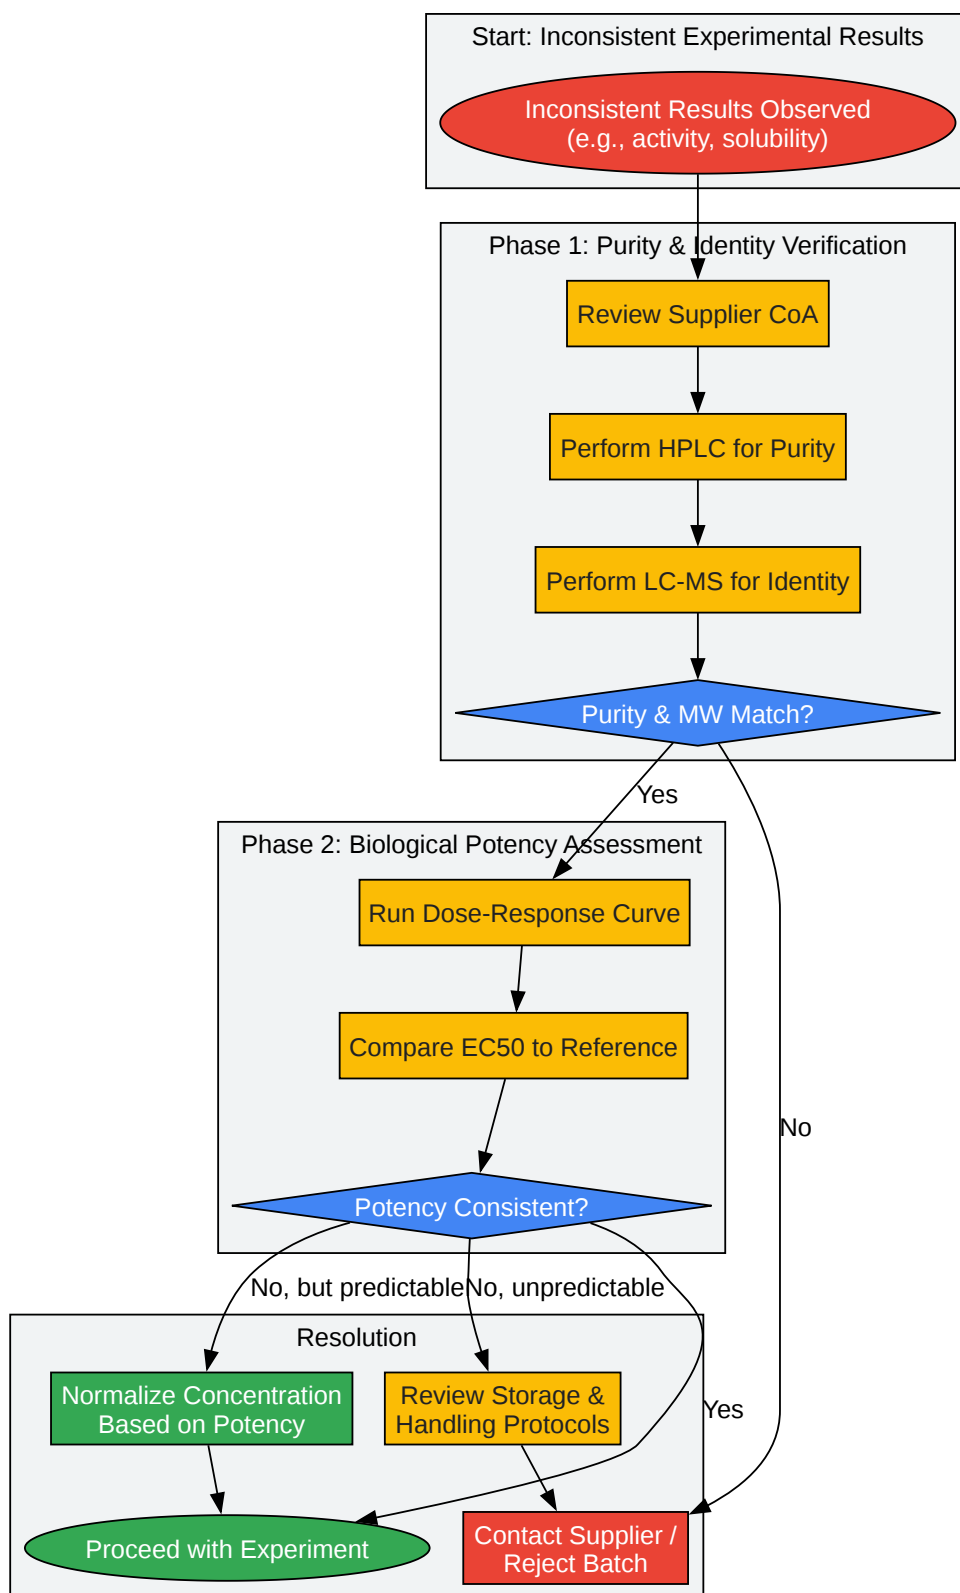 Start: Inconsistent Experimental Results
Inconsistent Results Observed
(e.g., activity, solubility)
Phase 1: Purity & Identity Verification
Review Supplier CoA
Perform HPLC for Purity
Perform LC-MS for Identity
Purity & MW Match?
Yes
Phase 2: Biological Potency Assessment
Run Dose-Response Curve
Compare EC50 to Reference
No
Potency Consistent?
No, but predictable
No, unpredictable
Resolution
Normalize Concentration
Based on Potency
Review Storage &
Handling Protocols
Yes
Proceed with Experiment
Contact Supplier /
Reject Batch